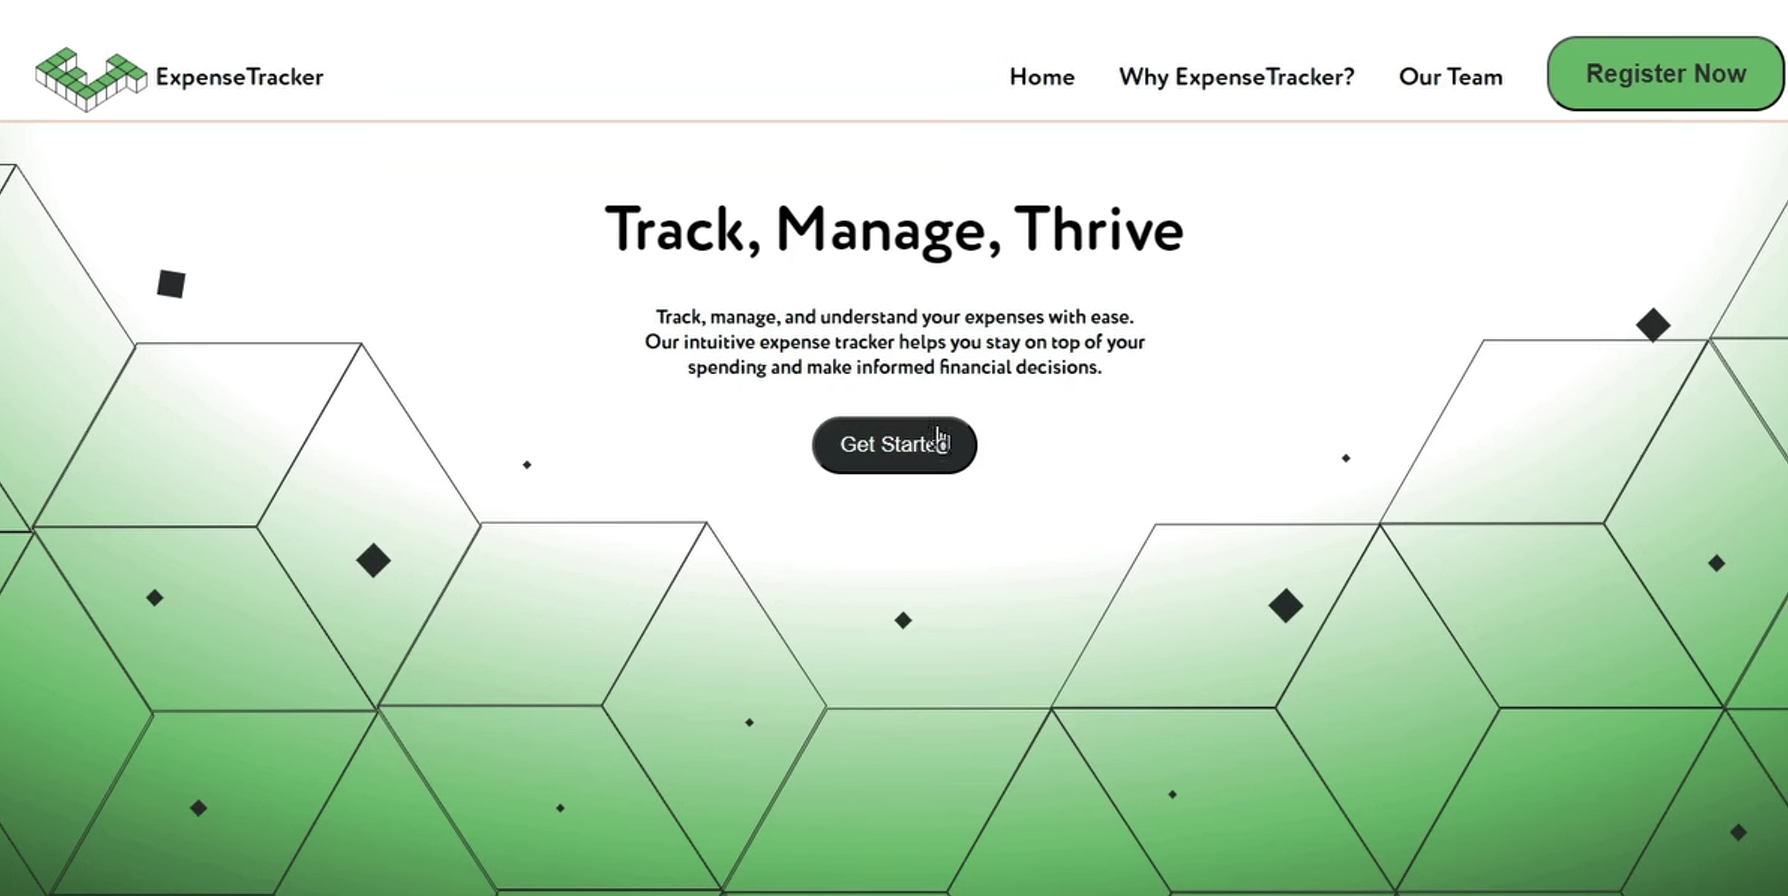 ExpenseTracker
Home
Why ExpenseTracker?
Our Team
Register Now
Track, Manage, Thrive
Track, manage, and understand your expenses with ease.
Our intuitive expense tracker helps you stay on top of your
spending and make informed financial decisions.
Get Started